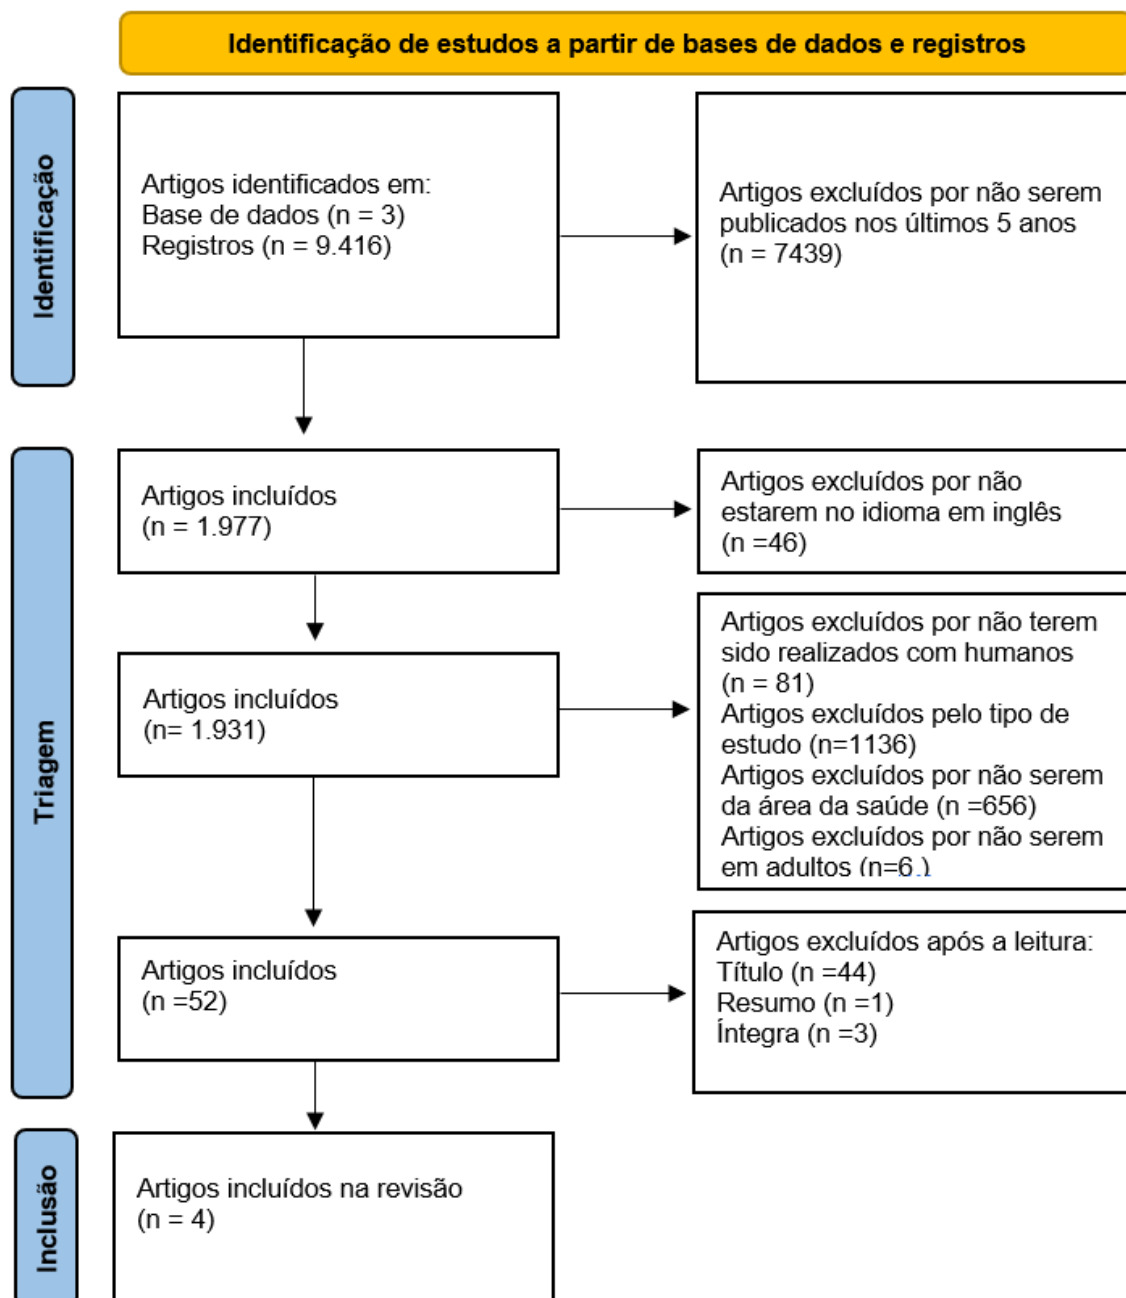 Identificação de estudos a partir de bases de dados e registros
Identificação
Artigos identificados em:
Base de dados (n = 3)
Registros (n = 9.416)
Artigos excluídos por não serem
publicados nos últimos 5 anos
(n = 7439)
Triagem
Artigos incluídos
(n = 1.977)
Artigos excluídos por não
estarem no idioma em inglês
(n =46)
Artigos incluídos
(n= 1.931)
Artigos excluídos por não terem
sido realizados com humanos
(n = 81)
Artigos excluídos pelo tipo de
estudo (n=1136)
Artigos excluídos por não serem
da área da saúde (n =656)
Artigos excluídos por não serem
em adultos (n=6 )
Artigos incluídos
(n =52)
Artigos excluídos após a leitura:
Título (n =44)
Resumo (n =1)
Íntegra (n =3)
Inclusão
Artigos incluídos na revisão
(n = 4)